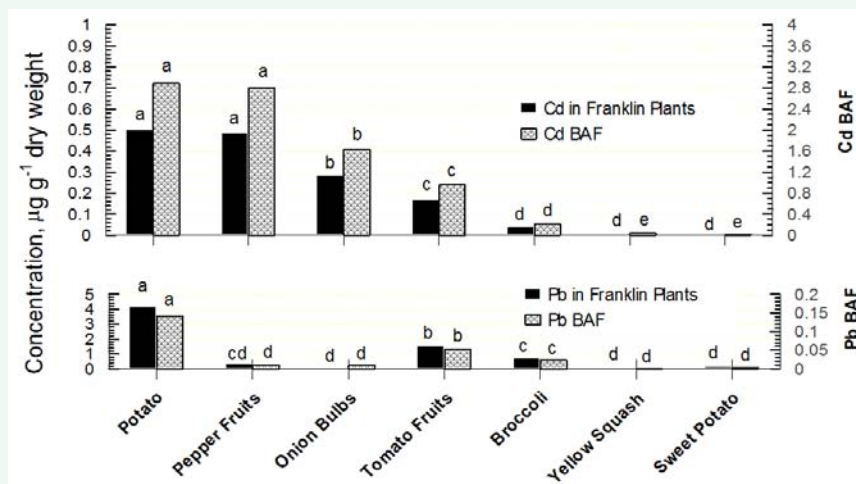 Concentration, µg g⁻¹ dry weight
1
0.9
0.8
0.7
0.6
0.5
0.4
0.3
0.2
0.1
0
a a
a a
b b
c c
d d
d e
d e
Cd in Franklin Plants
Cd BAF
4
3.6
3.2
2.8
2.4
2
1.6
1.2
0.8
0.4
0
Cd BAF
5
4
3
2
1
0
a a
cd d
d d
b b
c c
d d
d d
Pb in Franklin Plants
Pb BAF
0.2
0.15
0.1
0.05
0
Pb BAF
Potato
Pepper Fruits
Onion Bulbs
Tomato Fruits
Broccoli
Yellow Squash
Sweet Potato